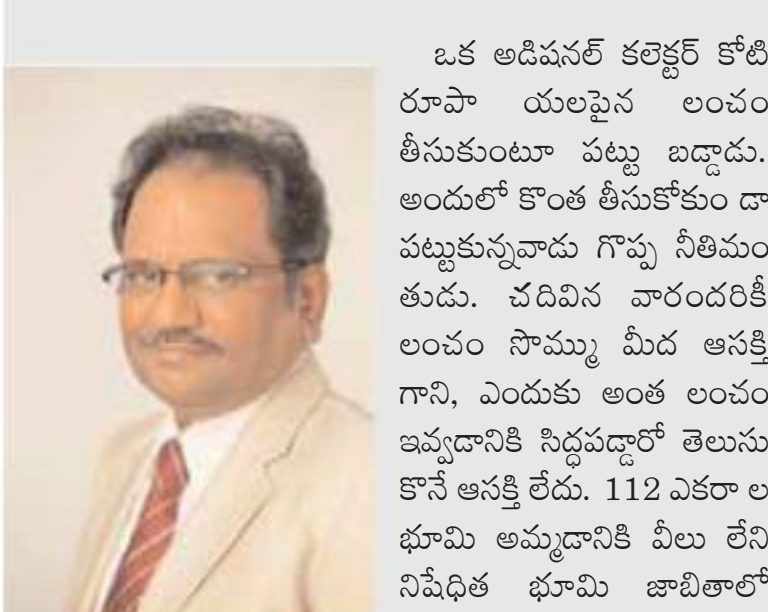 ఒక అడిషనల్ కలెక్టర్ కోటి
రూపా యలపైన లంచం
తీసుకుంటూ పట్టు బడ్డాడు.
అందులో కొంత తీసుకోకుం డా
పట్టుకున్నవాడు గొప్ప నీతిమం
తుడు. చదివిన వారందరికీ
లంచం సొమ్ము మీద ఆసక్తి
గాని, ఎందుకు అంత లంచం
ఇవ్వడానికి సిద్ధపడ్డారో తెలుసు
కొనే ఆసక్తి లేదు. 112 ఎకరా ల
భూమి అమ్మడానికి వీలు లేని
నిషేధిత భూమి జాబితాలో